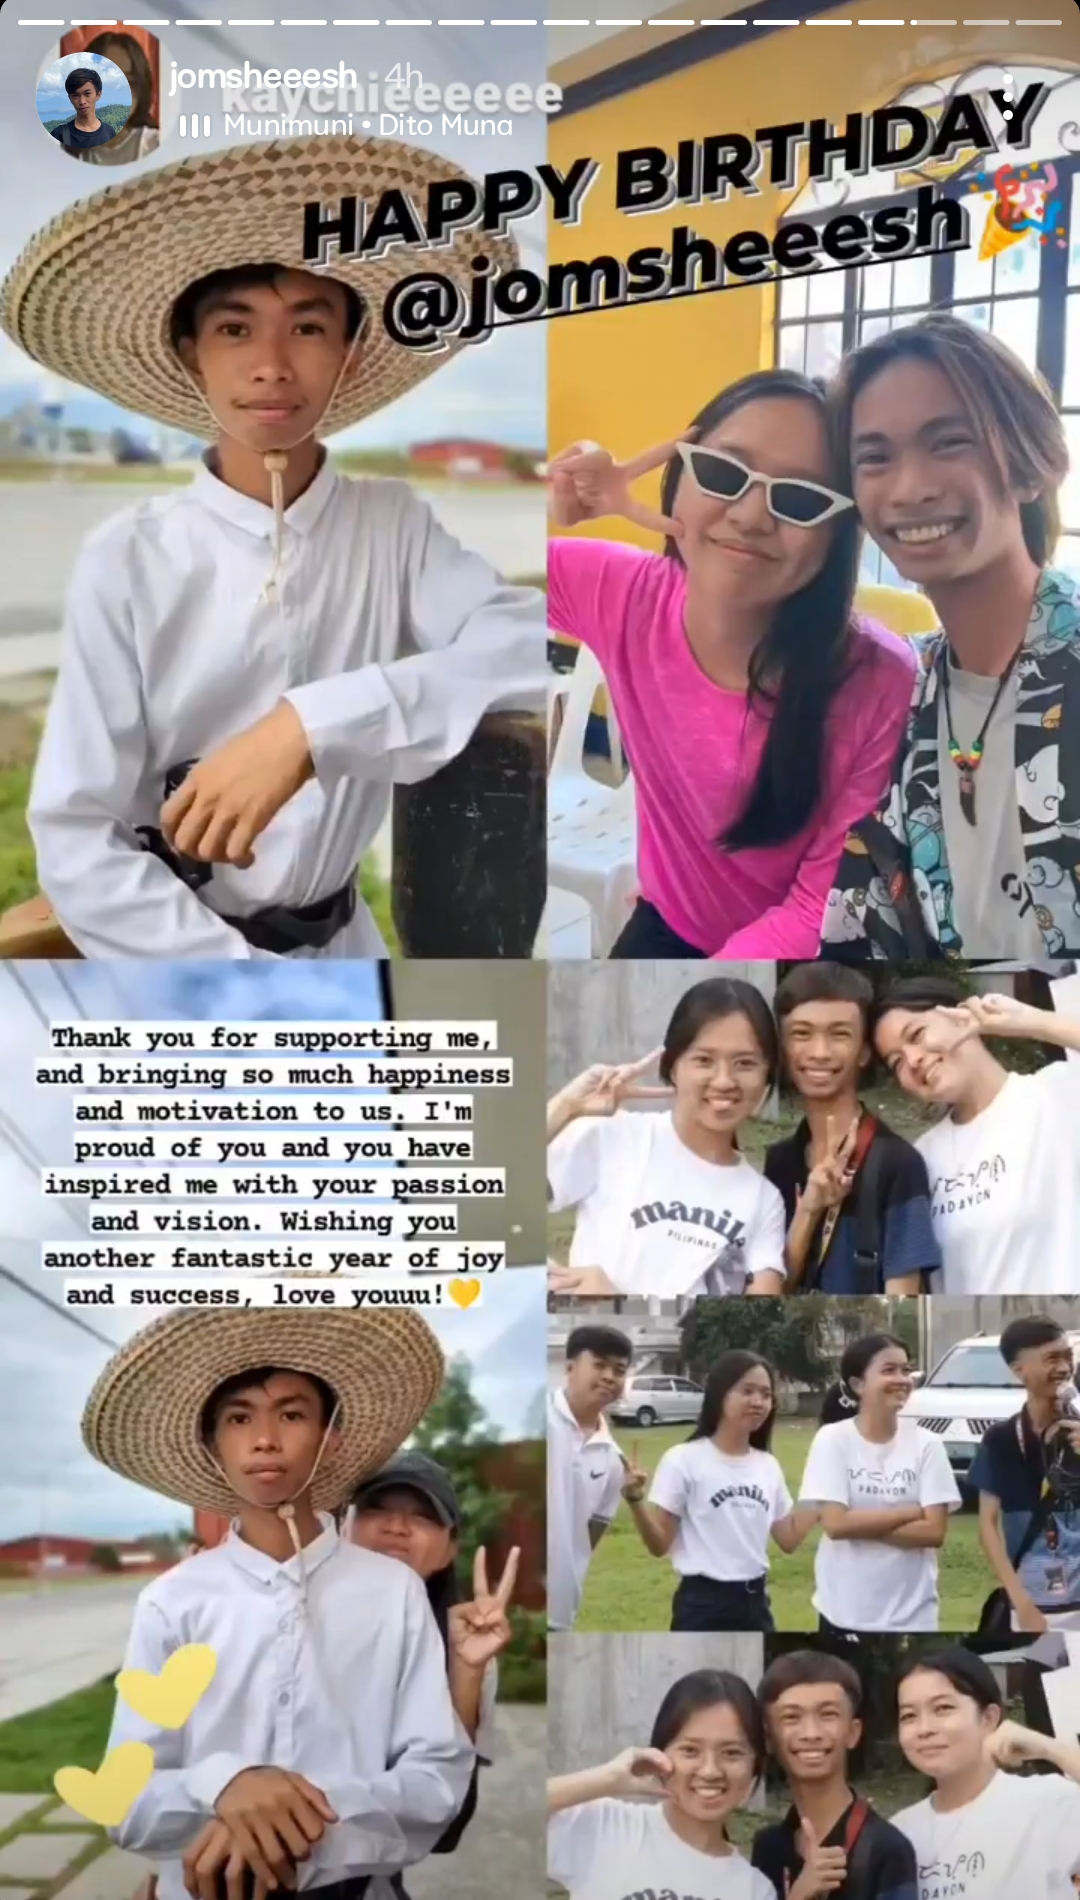 jomsheeesh 4h
kaychieeeeee
Munimuni • Dito Muna
HAPPY BIRTHDAY
@jomsheeesh🎉
Thank you for supporting me,
and bringing so much happiness
and motivation to us. I'm
proud of you and you have
inspired me with your passion
and vision. Wishing you
another fantastic year of joy
and success, love youuu!💛
manila
PILIPINAS
PADAYON
manila
PADAYON
manila
PADAYON